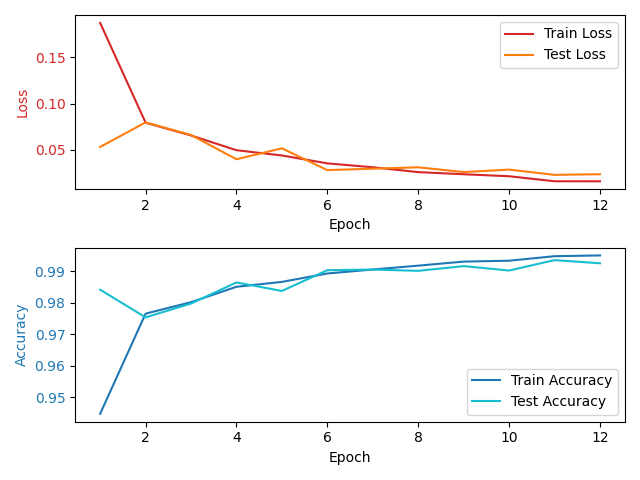 Train Loss
Test Loss
0.15
0.10
0.05
Loss
2 4 6 8 10 12
Epoch
0.99
0.98
0.97
0.96
0.95
Accuracy
Train Accuracy
Test Accuracy
2 4 6 8 10 12
Epoch